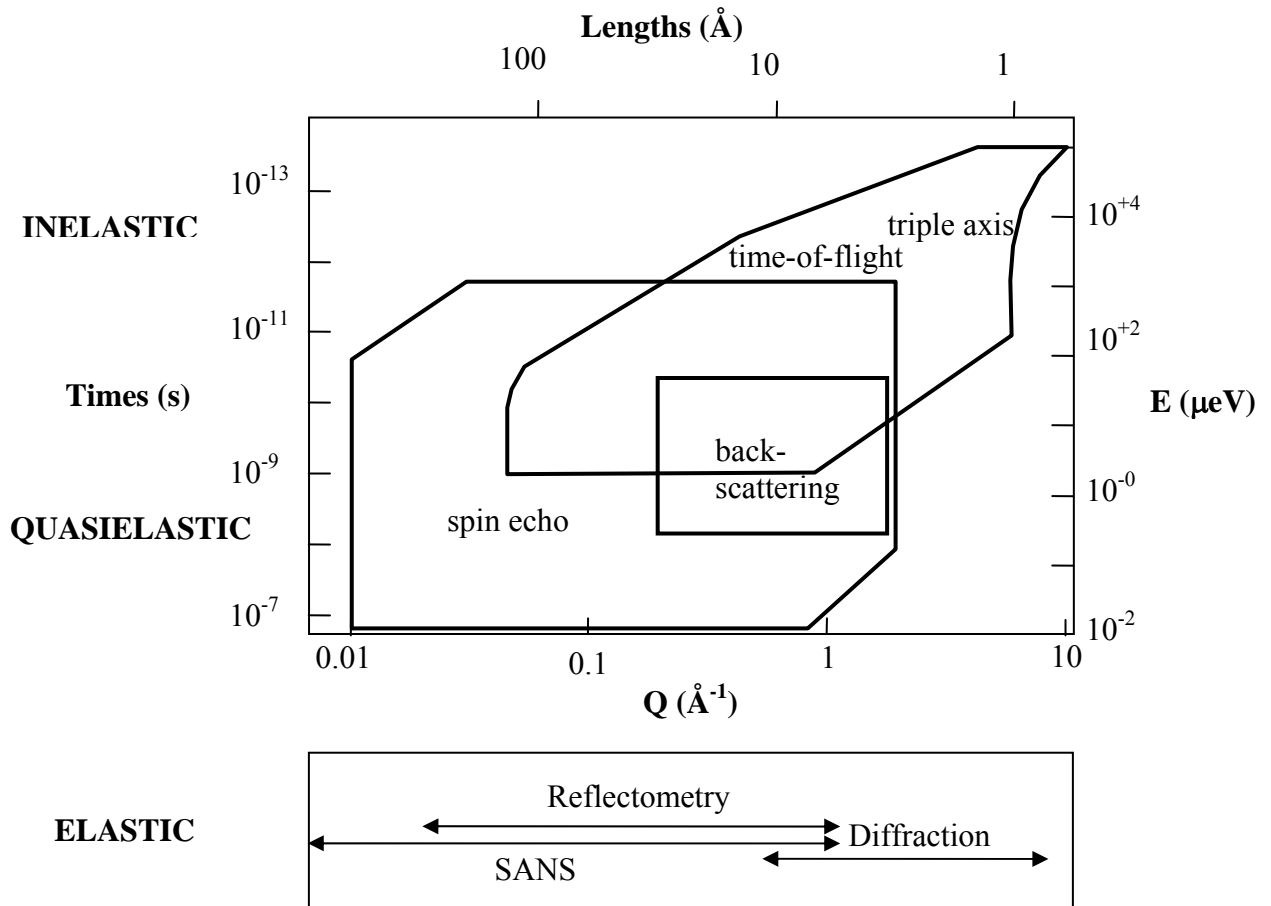 Lengths (Å)
100
10
1
10-13
10+4
INELASTIC
triple axis
time-of-flight
10-11
10+2
Times (s)
E (µeV)
back-
scattering
10-9
10-0
spin echo
QUASIELASTIC
10-7
10-2
0.01
0.1
1
10
Q (Å-1)
Reflectometry
ELASTIC
Diffraction
SANS